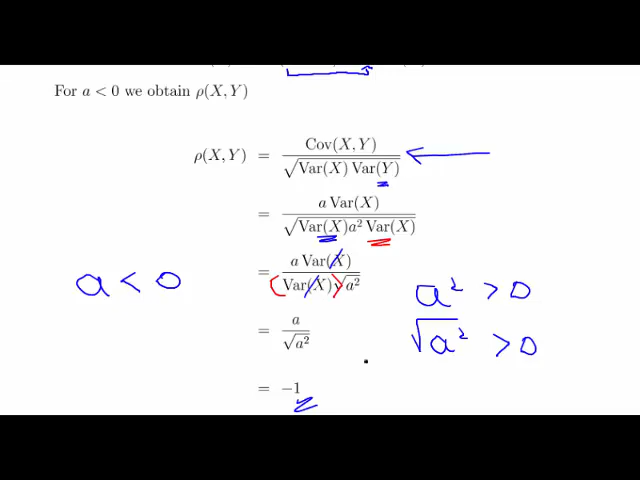 For a < 0 we obtain ρ(X, Y)
ρ(X, Y) = Cov(X, Y) / √Var(X) Var(Y)
= a Var(X) / √Var(X)a² Var(X)
= a Var(X) / (Var(X))√a²
a < 0
a² > 0
= a / √a²
√a² > 0
= −1